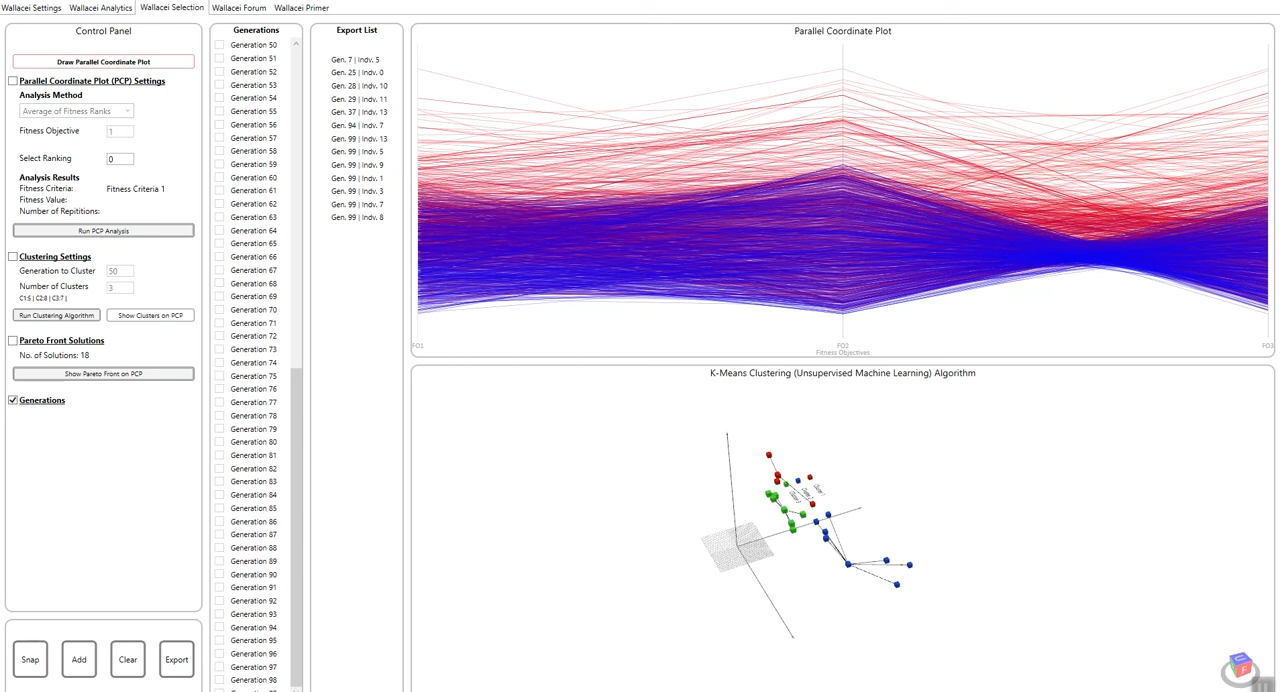 Wallacei Settings Wallacei Analytics Wallacei Selection Wallacei Forum Wallacei Primer
Control Panel
Draw Parallel Coordinate Plot
Parallel Coordinate Plot (PCP) Settings
Analysis Method
Average of Fitness Ranks
Fitness Objective 1
Select Ranking 0
Analysis Results
Fitness Criteria: Fitness Criteria 1
Fitness Value:
Number of Repititions:
Run PCP Analysis
Clustering Settings
Generation to Cluster 50
Number of Clusters 3
C1:5 | C2:8 | C3:7 |
Run Clustering Algorithm Show Clusters on PCP
Pareto Front Solutions
No. of Solutions: 18
Show Pareto Front on PCP
Generations
Snap Add Clear Export
Generations
Generation 50
Generation 51
Generation 52
Generation 53
Generation 54
Generation 55
Generation 56
Generation 57
Generation 58
Generation 59
Generation 60
Generation 61
Generation 62
Generation 63
Generation 64
Generation 65
Generation 66
Generation 67
Generation 68
Generation 69
Generation 70
Generation 71
Generation 72
Generation 73
Generation 74
Generation 75
Generation 76
Generation 77
Generation 78
Generation 79
Generation 80
Generation 81
Generation 82
Generation 83
Generation 84
Generation 85
Generation 86
Generation 87
Generation 88
Generation 89
Generation 90
Generation 91
Generation 92
Generation 93
Generation 94
Generation 95
Generation 96
Generation 97
Generation 98
Export List
Gen. 7 | Indv. 5
Gen. 25 | Indv. 0
Gen. 28 | Indv. 10
Gen. 29 | Indv. 11
Gen. 37 | Indv. 13
Gen. 94 | Indv. 7
Gen. 99 | Indv. 13
Gen. 99 | Indv. 5
Gen. 99 | Indv. 9
Gen. 99 | Indv. 1
Gen. 99 | Indv. 3
Gen. 99 | Indv. 7
Gen. 99 | Indv. 8
Parallel Coordinate Plot
FO1 FO2 FO3
Fitness Objectives
K-Means Clustering (Unsupervised Machine Learning) Algorithm